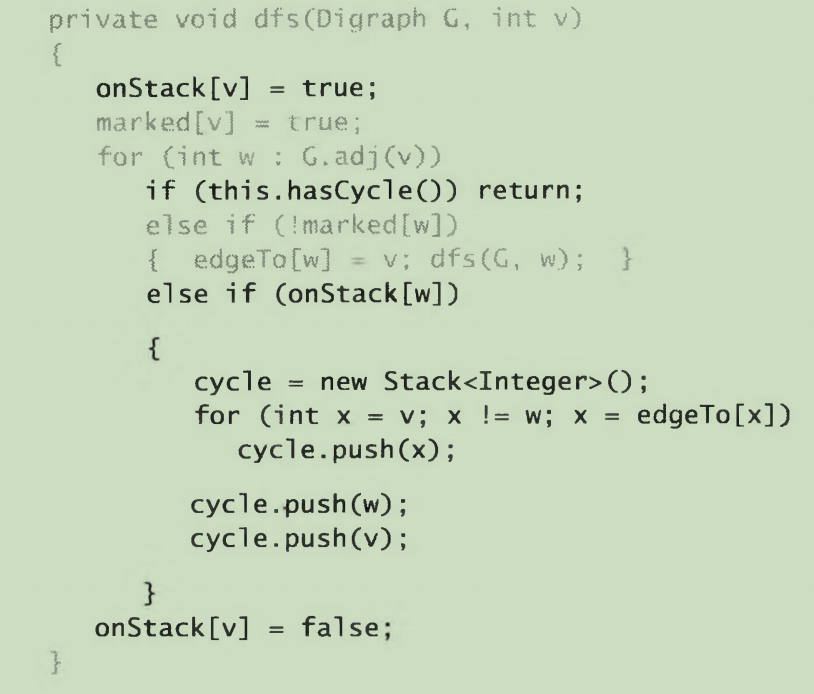 private void dfs(Digraph G, int v)
{
onStack[v] = true;
marked[v] = true;
for (int w : G.adj(v))
if (this.hasCycle()) return;
else if (!marked[w])
{ edgeTo[w] = v; dfs(G, w); }
else if (onStack[w])
{
cycle = new Stack<Integer>();
for (int x = v; x != w; x = edgeTo[x])
cycle.push(x);
cycle.push(w);
cycle.push(v);
}
onStack[v] = false;
}